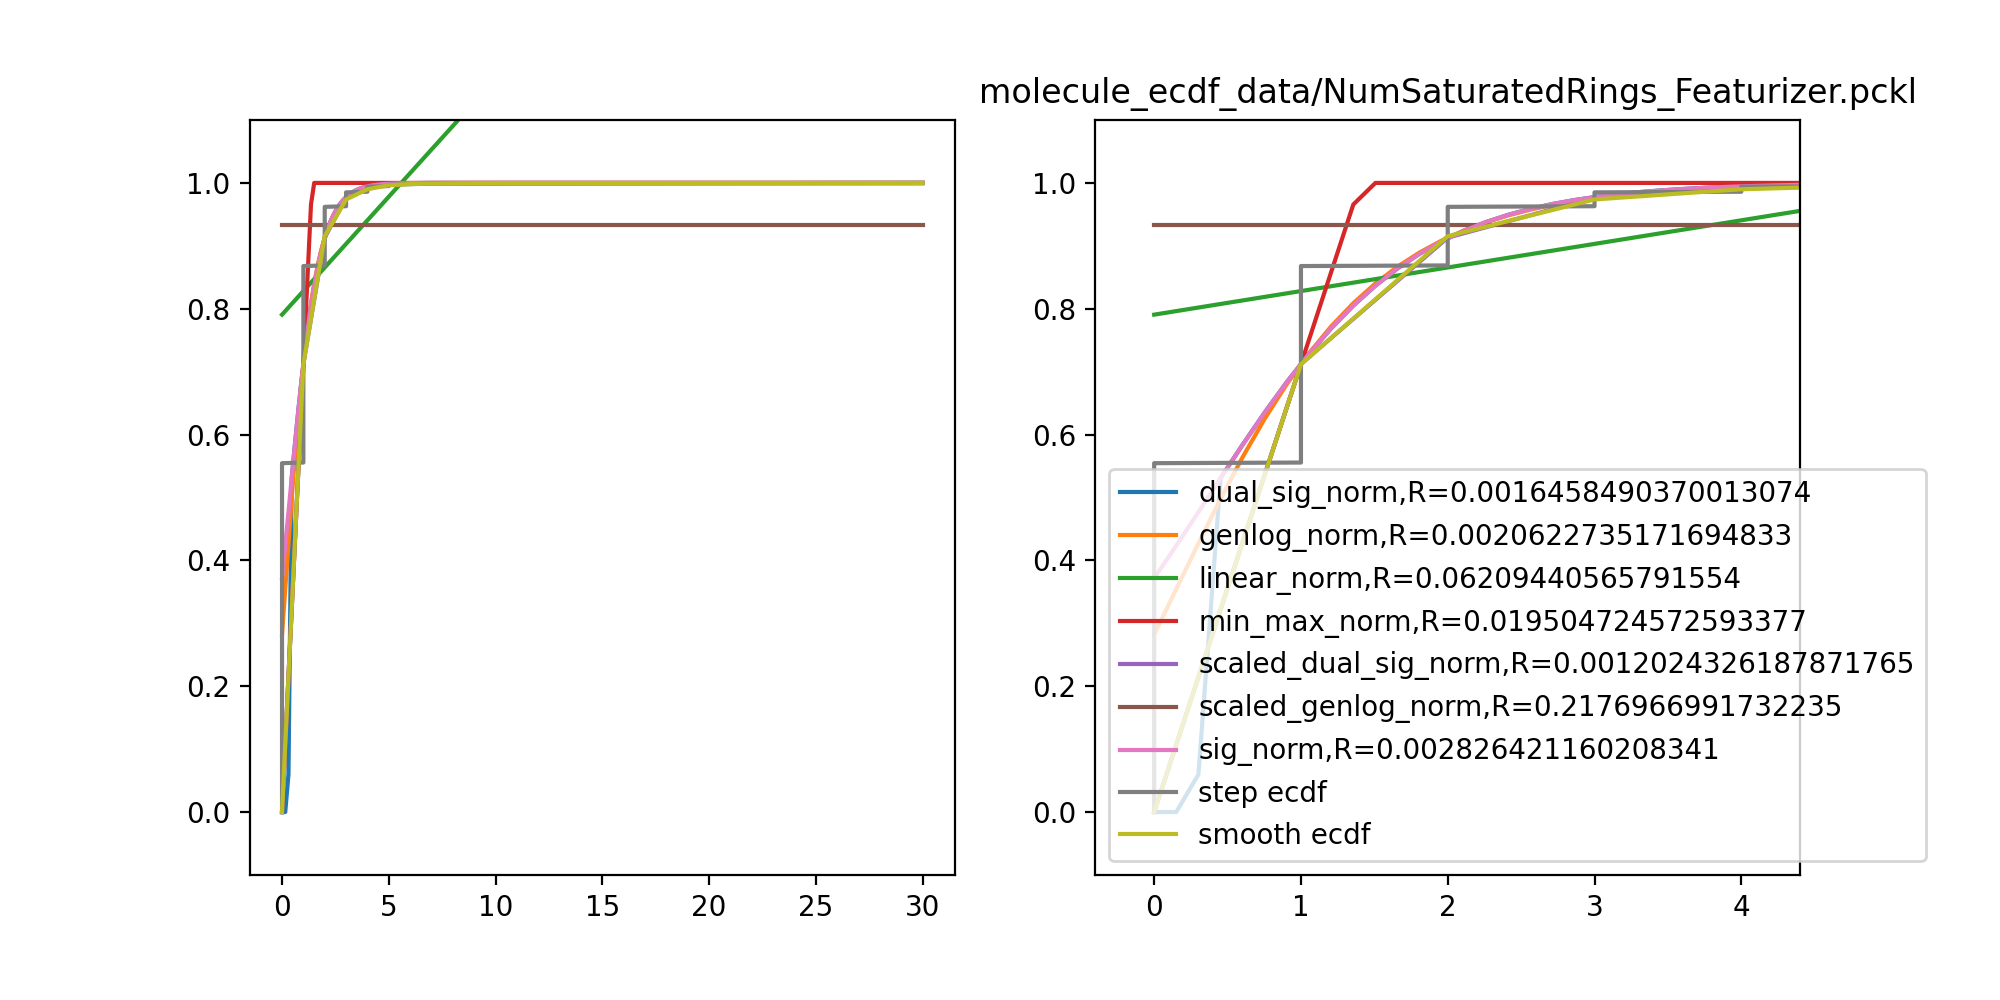 molecule_ecdf_data/NumSaturatedRings_Featurizer.pckl
1.0
0.8
0.6
0.4
0.2
0.0
0 5 10 15 20 25 30
1.0
0.8
0.6
0.4
0.2
0.0
dual_sig_norm,R=0.0016458490370013074
genlog_norm,R=0.0020622735171694833
linear_norm,R=0.06209440565791554
min_max_norm,R=0.019504724572593377
scaled_dual_sig_norm,R=0.0012024326187871765
scaled_genlog_norm,R=0.2176966991732235
sig_norm,R=0.002826421160208341
step ecdf
smooth ecdf
0 1 2 3 4